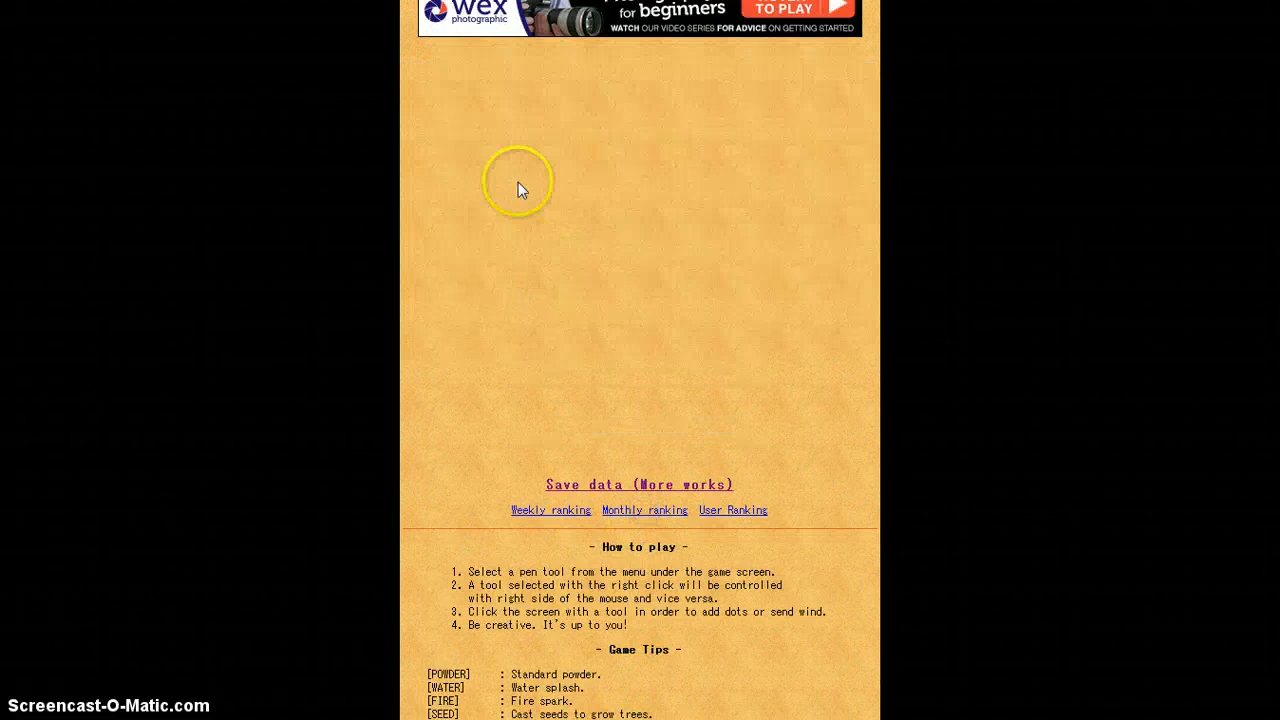 wex
photographic
for beginners
TO PLAY
WATCH OUR VIDEO SERIES FOR ADVICE ON GETTING STARTED
Save data (More works)
Weekly ranking Monthly ranking User Ranking
- How to play -
1. Select a pen tool from the menu under the game screen.
2. A tool selected with the right click will be controlled
with right side of the mouse and vice versa.
3. Click the screen with a tool in order to add dots or send wind.
4. Be creative. It's up to you!
- Game Tips -
[POWDER] : Standard powder.
[WATER] : Water splash.
[FIRE] : Fire spark.
[SEED] : Cast seeds to grow trees.
Screencast-O-Matic.com